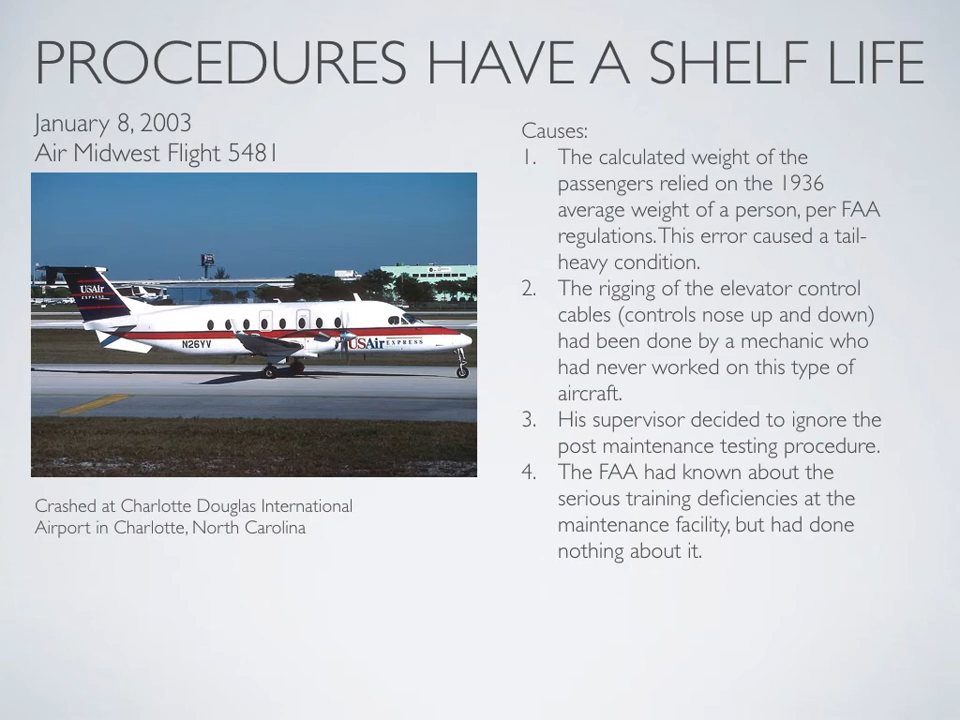 PROCEDURES HAVE A SHELF LIFE
January 8, 2003
Air Midwest Flight 5481
USAir
EXPRESS
N26YV
USAir EXPRESS
Crashed at Charlotte Douglas International
Airport in Charlotte, North Carolina
Causes:
1. The calculated weight of the
passengers relied on the 1936
average weight of a person, per FAA
regulations. This error caused a tail-
heavy condition.
2. The rigging of the elevator control
cables (controls nose up and down)
had been done by a mechanic who
had never worked on this type of
aircraft.
3. His supervisor decided to ignore the
post maintenance testing procedure.
4. The FAA had known about the
serious training deficiencies at the
maintenance facility, but had done
nothing about it.